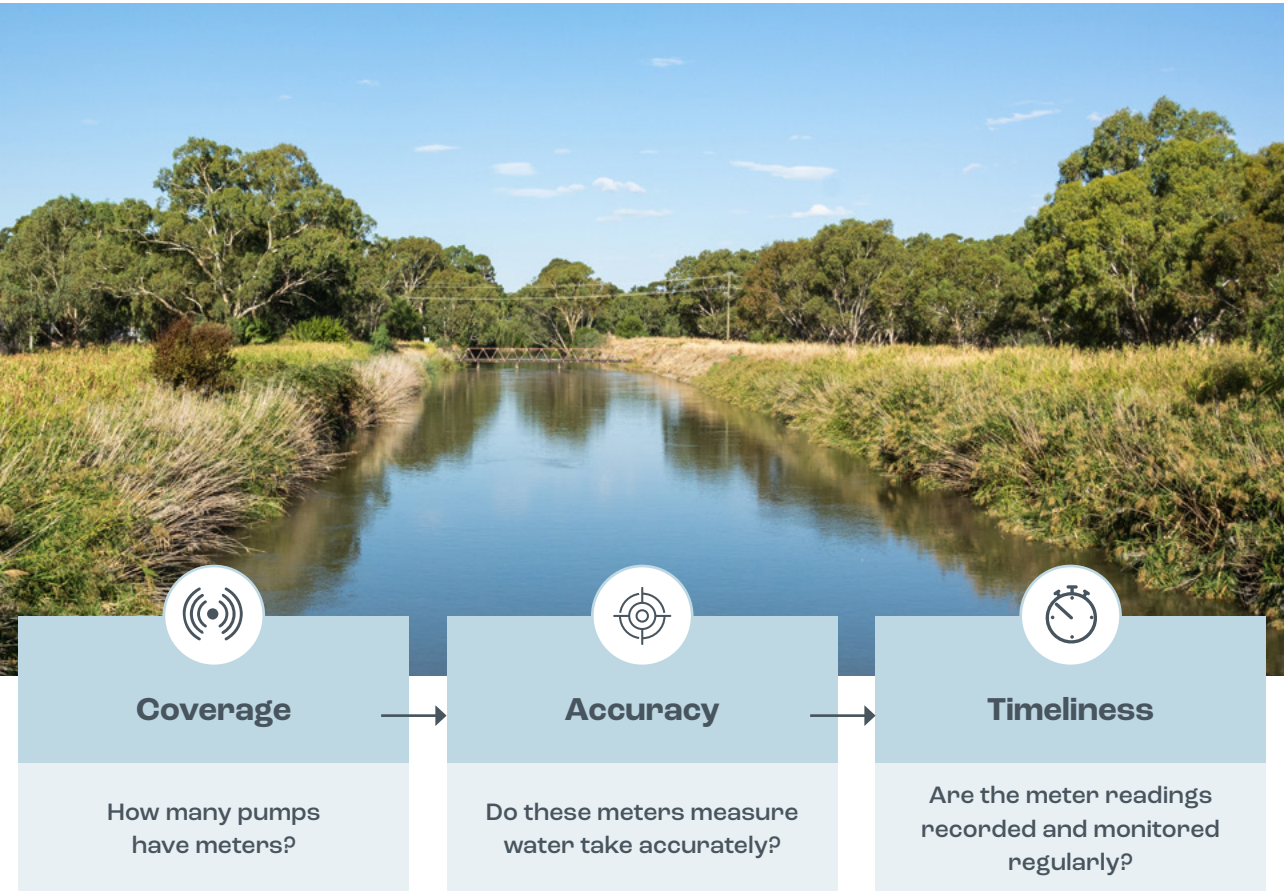 Coverage
How many pumps
have meters?
Accuracy
Do these meters measure
water take accurately?
Timeliness
Are the meter readings
recorded and monitored
regularly?